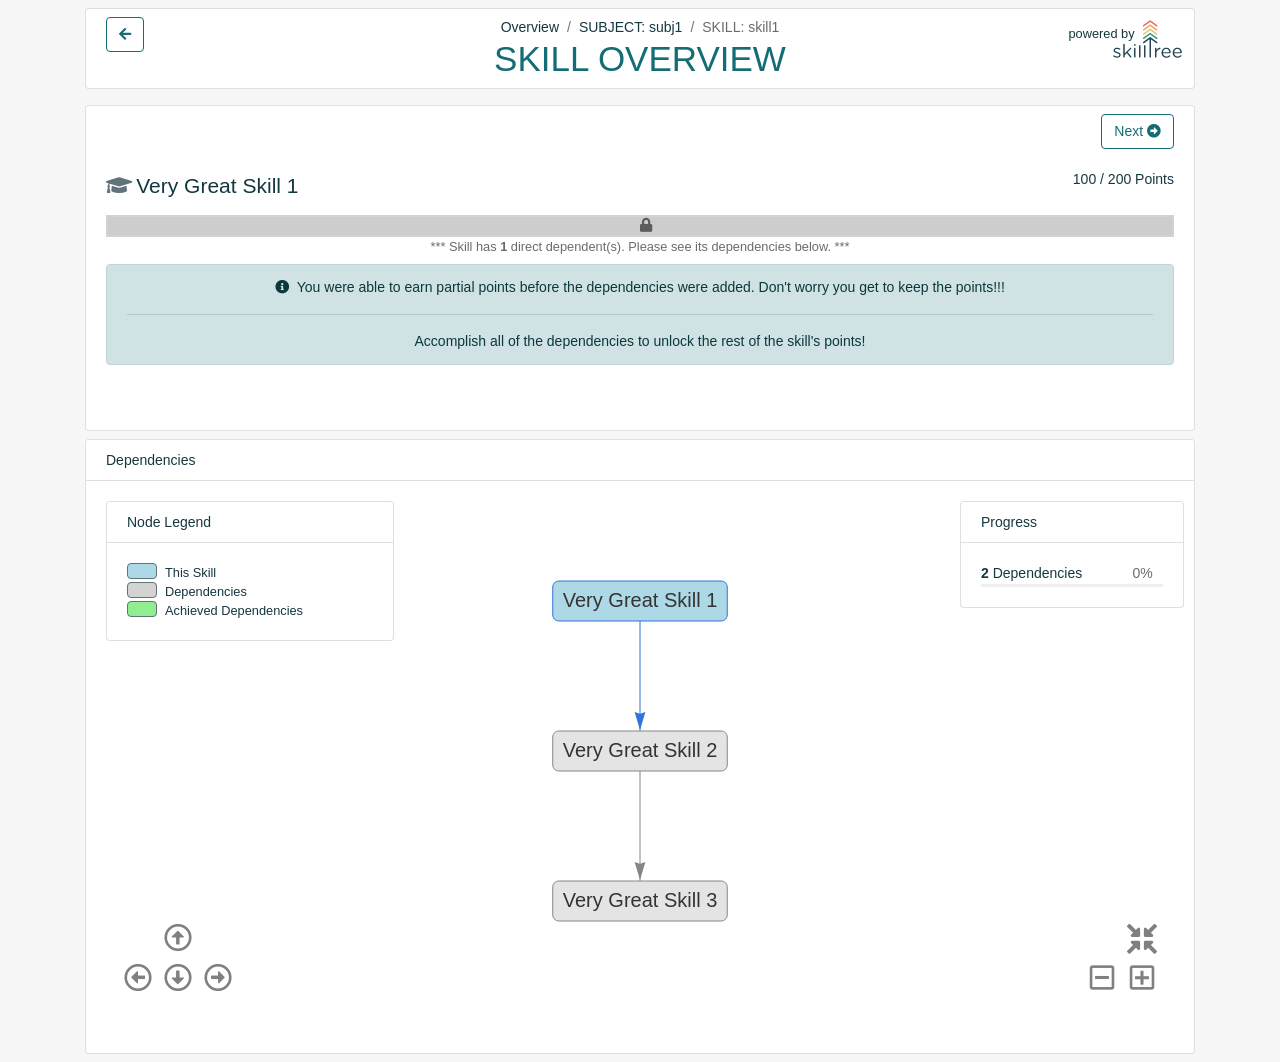 Overview / SUBJECT: subj1 / SKILL: skill1
SKILL OVERVIEW
powered by
skilltree
Next
Very Great Skill 1
100 / 200 Points
*** Skill has 1 direct dependent(s). Please see its dependencies below. ***
You were able to earn partial points before the dependencies were added. Don't worry you get to keep the points!!!
Accomplish all of the dependencies to unlock the rest of the skill's points!
Dependencies
Node Legend
This Skill
Dependencies
Achieved Dependencies
Progress
2 Dependencies 0%
Very Great Skill 1
Very Great Skill 2
Very Great Skill 3